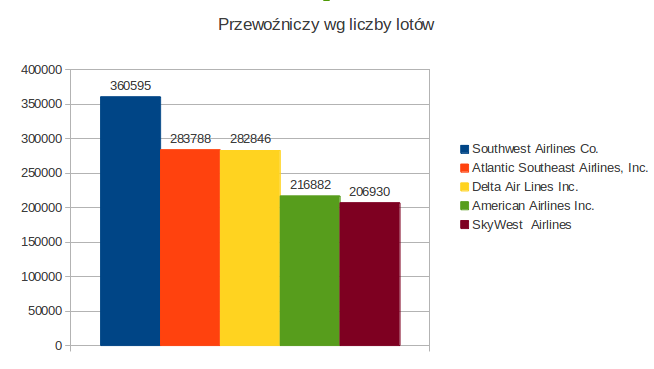 Przewoźniczy wg liczby lotów
400000
350000
300000
250000
200000
150000
100000
50000
0
360595
283788
282846
216882
206930
Southwest Airlines Co.
Atlantic Southeast Airlines, Inc.
Delta Air Lines Inc.
American Airlines Inc.
SkyWest  Airlines